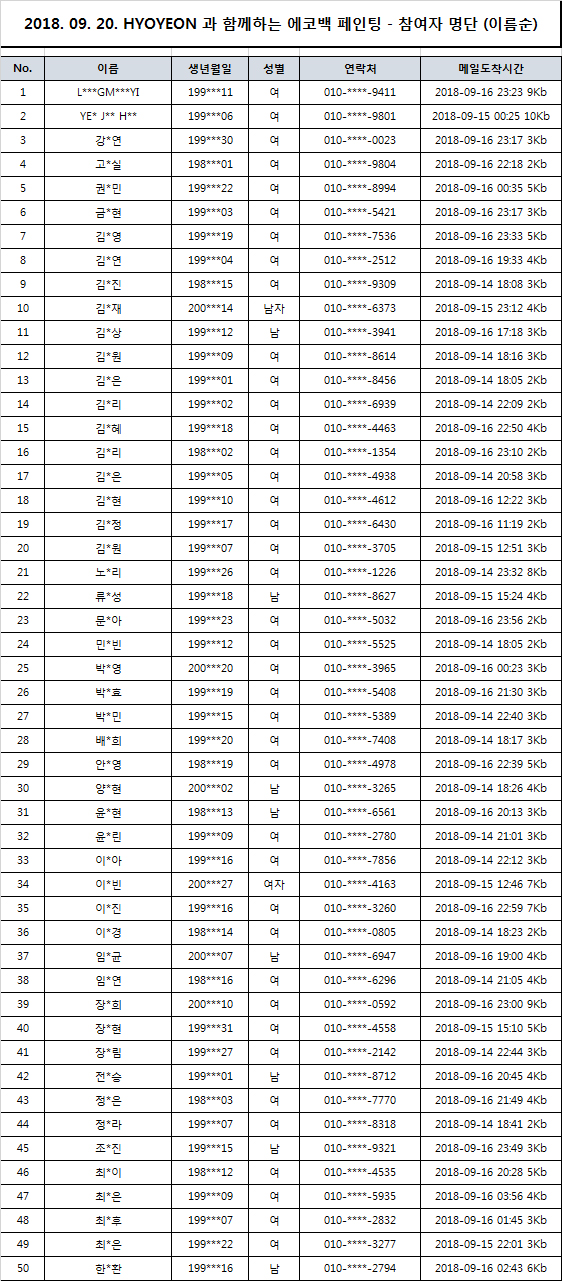 2018. 09. 20. HYOYEON 과 함께하는 에코백 페인팅 - 참여자 명단 (이름순)
No. 이름 생년월일 성별 연락처 메일도착시간
1 L***GM***YI 199***11 여 010-****-9411 2018-09-16 23:23 9Kb
2 YE* J** H** 199***06 여 010-****-9801 2018-09-15 00:25 10Kb
3 강*연 199***30 여 010-****-0023 2018-09-16 23:17 3Kb
4 고*실 198***01 여 010-****-9804 2018-09-16 22:18 2Kb
5 권*민 199***22 여 010-****-8994 2018-09-16 00:35 5Kb
6 금*현 199***03 여 010-****-5421 2018-09-16 23:17 3Kb
7 김*영 199***19 여 010-****-7536 2018-09-16 23:33 5Kb
8 김*연 199***04 여 010-****-2512 2018-09-16 19:33 4Kb
9 김*진 198***15 여 010-****-9309 2018-09-14 18:08 3Kb
10 김*재 200***14 남자 010-****-6373 2018-09-15 23:12 4Kb
11 김*상 199***12 남 010-****-3941 2018-09-16 17:18 3Kb
12 김*원 199***09 여 010-****-8614 2018-09-14 18:16 3Kb
13 김*은 199***01 여 010-****-8456 2018-09-14 18:05 2Kb
14 김*리 199***02 여 010-****-6939 2018-09-14 22:09 2Kb
15 김*혜 199***18 여 010-****-4463 2018-09-16 22:50 4Kb
16 김*리 198***02 여 010-****-1354 2018-09-16 23:10 2Kb
17 김*은 199***05 여 010-****-4938 2018-09-14 20:58 3Kb
18 김*현 199***10 여 010-****-4612 2018-09-16 12:22 3Kb
19 김*정 199***17 여 010-****-6430 2018-09-16 11:19 2Kb
20 김*원 199***07 여 010-****-3705 2018-09-15 12:51 3Kb
21 노*리 199***26 여 010-****-1226 2018-09-14 23:32 8Kb
22 류*성 199***18 남 010-****-8627 2018-09-15 15:24 4Kb
23 문*아 199***23 여 010-****-5032 2018-09-16 23:56 2Kb
24 민*빈 199***12 여 010-****-5525 2018-09-14 18:05 2Kb
25 박*영 200***20 여 010-****-3965 2018-09-16 00:23 3Kb
26 박*효 199***19 여 010-****-5408 2018-09-16 21:30 3Kb
27 박*민 199***15 여 010-****-5389 2018-09-14 22:40 3Kb
28 배*희 199***20 여 010-****-7408 2018-09-14 18:17 3Kb
29 안*영 198***19 여 010-****-4978 2018-09-16 22:39 5Kb
30 양*현 200***02 남 010-****-3265 2018-09-14 18:26 4Kb
31 윤*현 198***13 남 010-****-6561 2018-09-16 20:13 3Kb
32 윤*린 199***09 여 010-****-2780 2018-09-14 21:01 3Kb
33 이*아 199***16 여 010-****-7856 2018-09-14 22:12 3Kb
34 이*빈 200***27 여자 010-****-4163 2018-09-15 12:46 7Kb
35 이*진 199***16 여 010-****-3260 2018-09-16 22:59 7Kb
36 이*경 198***14 여 010-****-0805 2018-09-14 18:23 2Kb
37 임*균 200***07 남 010-****-6947 2018-09-16 19:00 4Kb
38 임*연 198***16 여 010-****-6296 2018-09-14 21:05 4Kb
39 장*희 200***10 여 010-****-0592 2018-09-16 23:00 9Kb
40 장*현 199***31 여 010-****-4558 2018-09-15 15:10 5Kb
41 장*림 199***27 여 010-****-2142 2018-09-14 22:44 3Kb
42 전*승 199***01 남 010-****-8712 2018-09-16 20:45 4Kb
43 정*은 198***03 여 010-****-7770 2018-09-16 21:49 4Kb
44 정*라 199***07 여 010-****-8318 2018-09-14 18:41 2Kb
45 조*진 199***15 남 010-****-9321 2018-09-16 23:49 3Kb
46 최*이 198***12 여 010-****-4535 2018-09-16 20:28 5Kb
47 최*은 199***09 여 010-****-5935 2018-09-16 03:56 4Kb
48 최*후 199***07 여 010-****-2832 2018-09-16 01:45 3Kb
49 최*은 199***22 여 010-****-3277 2018-09-15 22:01 3Kb
50 한*환 199***16 남 010-****-2794 2018-09-16 02:43 6Kb